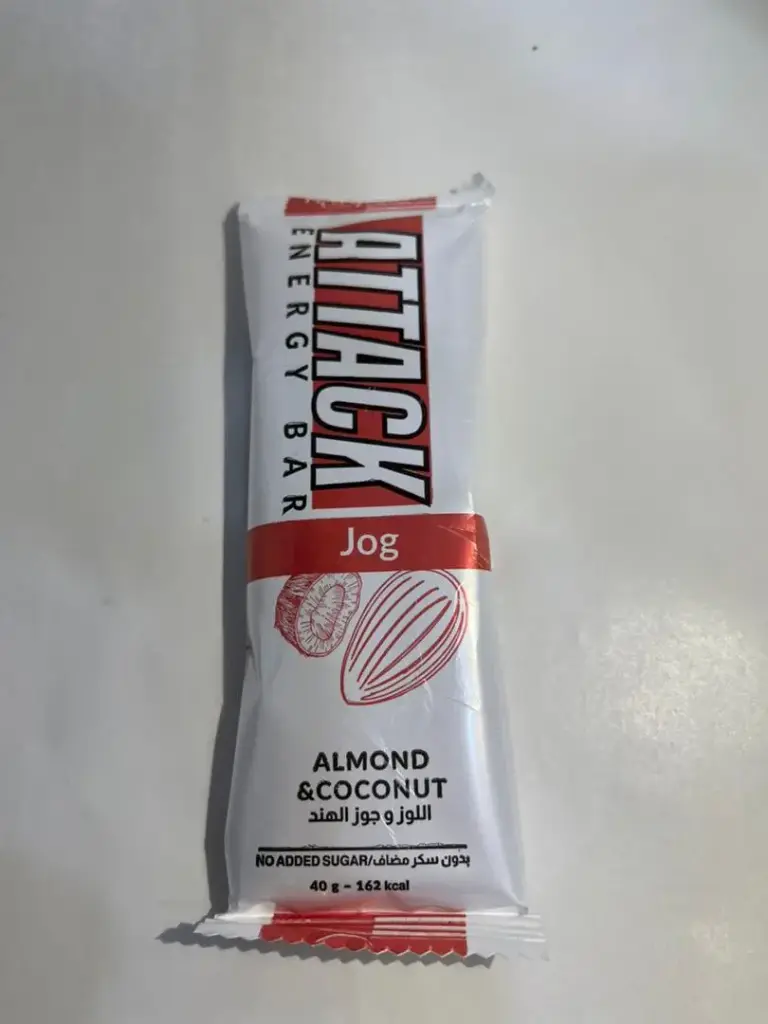 ATTACK
ENERGY BAR
Jog
ALMOND
&COCONUT
اللوز و جوز الهند
NO ADDED SUGAR/بدون سكر مضاف
40 g – 162 kcal